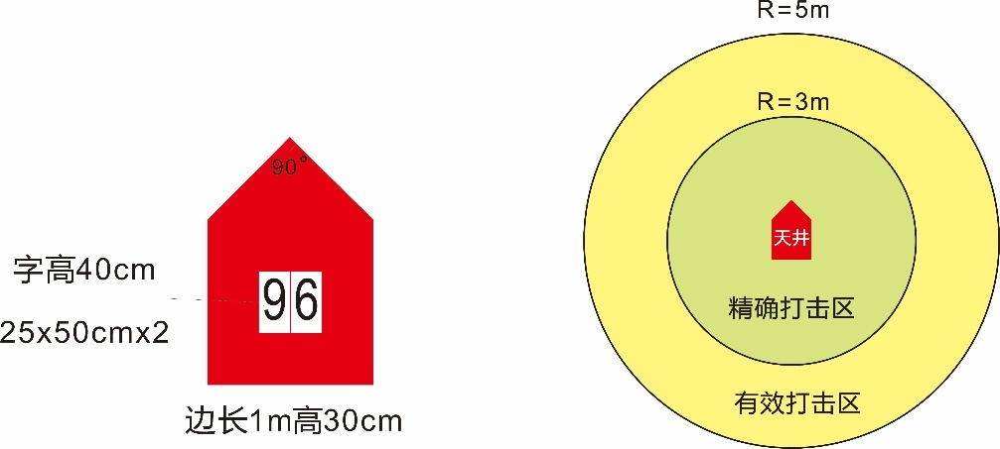 90°
字高40cm
96
25x50cmx2
边长1m高30cm
R=5m
R=3m
天井
精确打击区
有效打击区